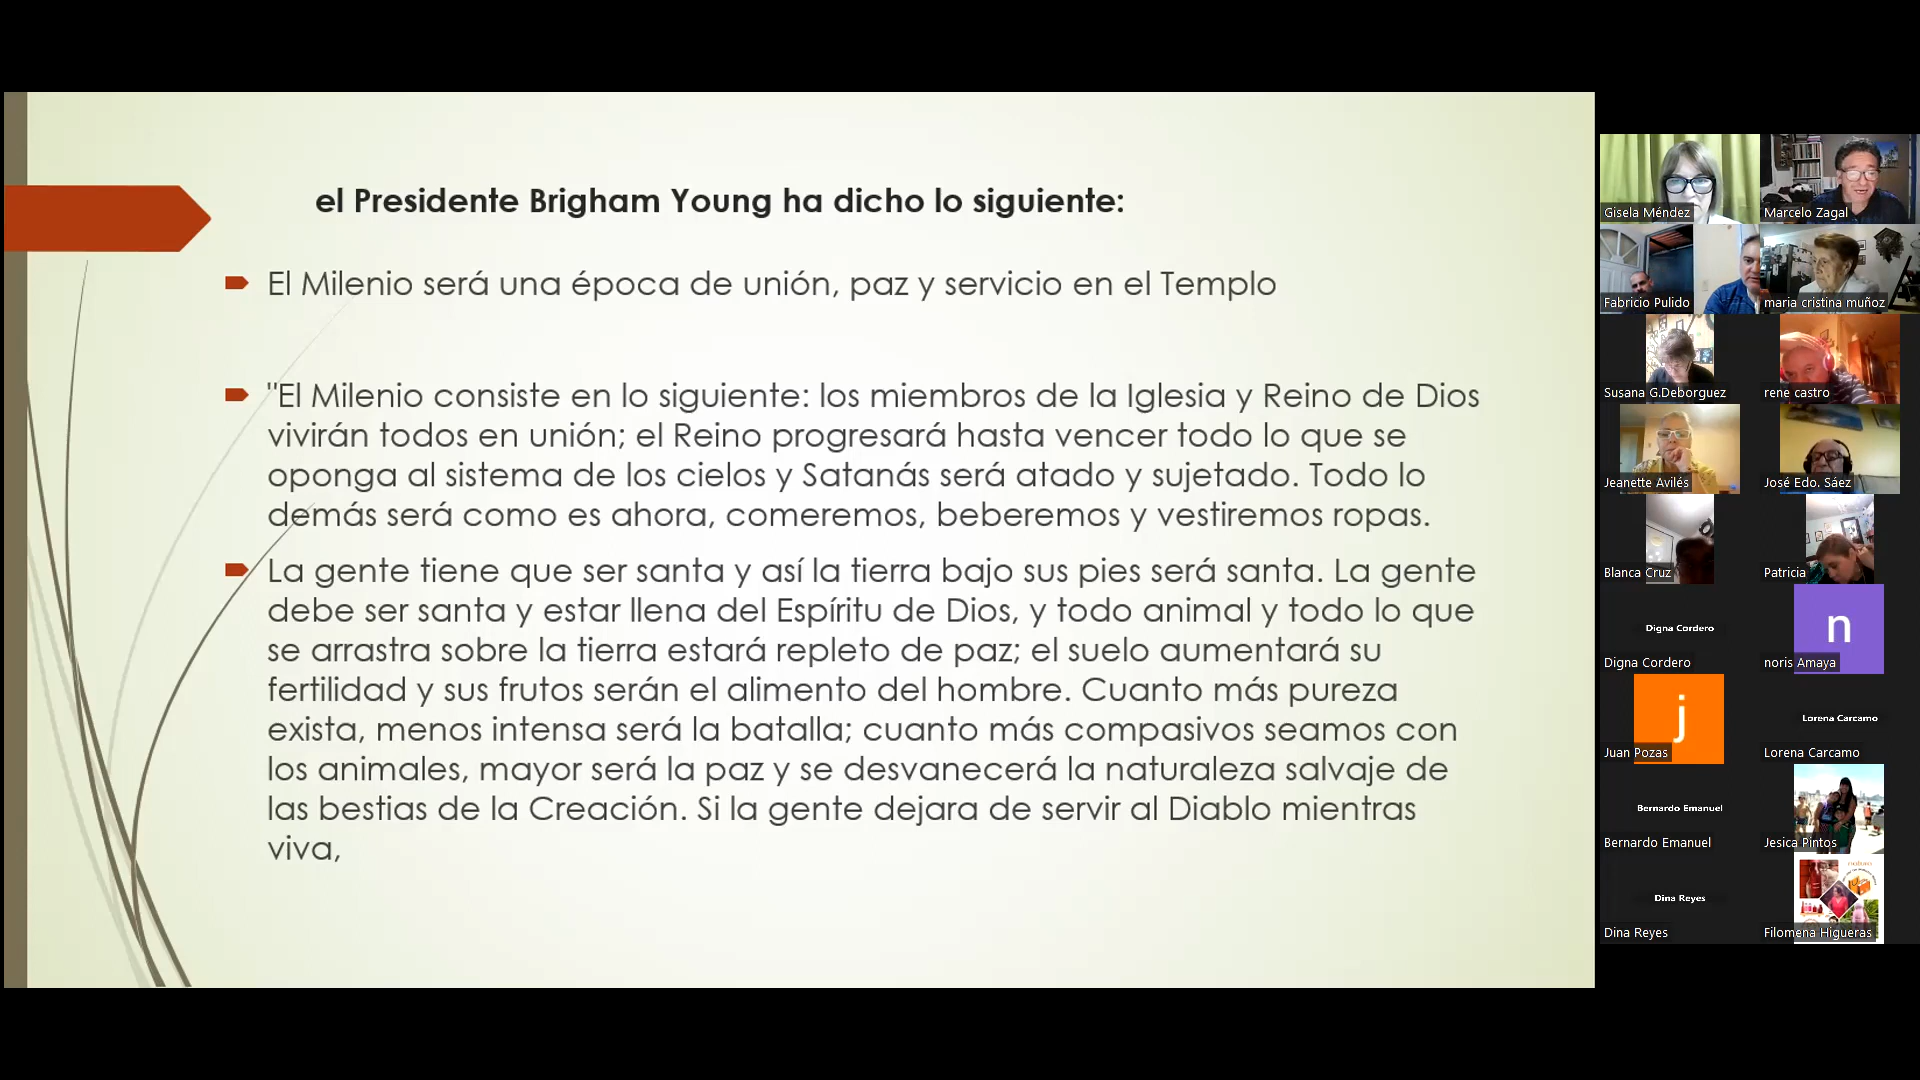 el Presidente Brigham Young ha dicho lo siguiente:
El Milenio será una época de unión, paz y servicio en el Templo
"El Milenio consiste en lo siguiente: los miembros de la Iglesia y Reino de Dios
vivirán todos en unión; el Reino progresará hasta vencer todo lo que se
oponga al sistema de los cielos y Satanás será atado y sujetado. Todo lo
demás será como es ahora, comeremos, beberemos y vestiremos ropas.
La gente tiene que ser santa y así la tierra bajo sus pies será santa. La gente
debe ser santa y estar llena del Espíritu de Dios, y todo animal y todo lo que
se arrastra sobre la tierra estará repleto de paz; el suelo aumentará su
fertilidad y sus frutos serán el alimento del hombre. Cuanto más pureza
exista, menos intensa será la batalla; cuanto más compasivos seamos con
los animales, mayor será la paz y se desvanecerá la naturaleza salvaje de
las bestias de la Creación. Si la gente dejara de servir al Diablo mientras
viva,
Gisela Méndez
Marcelo Zagal
Fabricio Pulido
maria cristina muñoz
Susana G.Deborguez
rene castro
Jeanette Avilés
José Edo. Sáez
Blanca Cruz
Patricia
Digna Cordero
Digna Cordero
n
noris Amaya
j
Juan Pozas
Lorena Carcamo
Lorena Carcamo
Bernardo Emanuel
Bernardo Emanuel
Jesica Pintos
Dina Reyes
Dina Reyes
Filomena Higueras